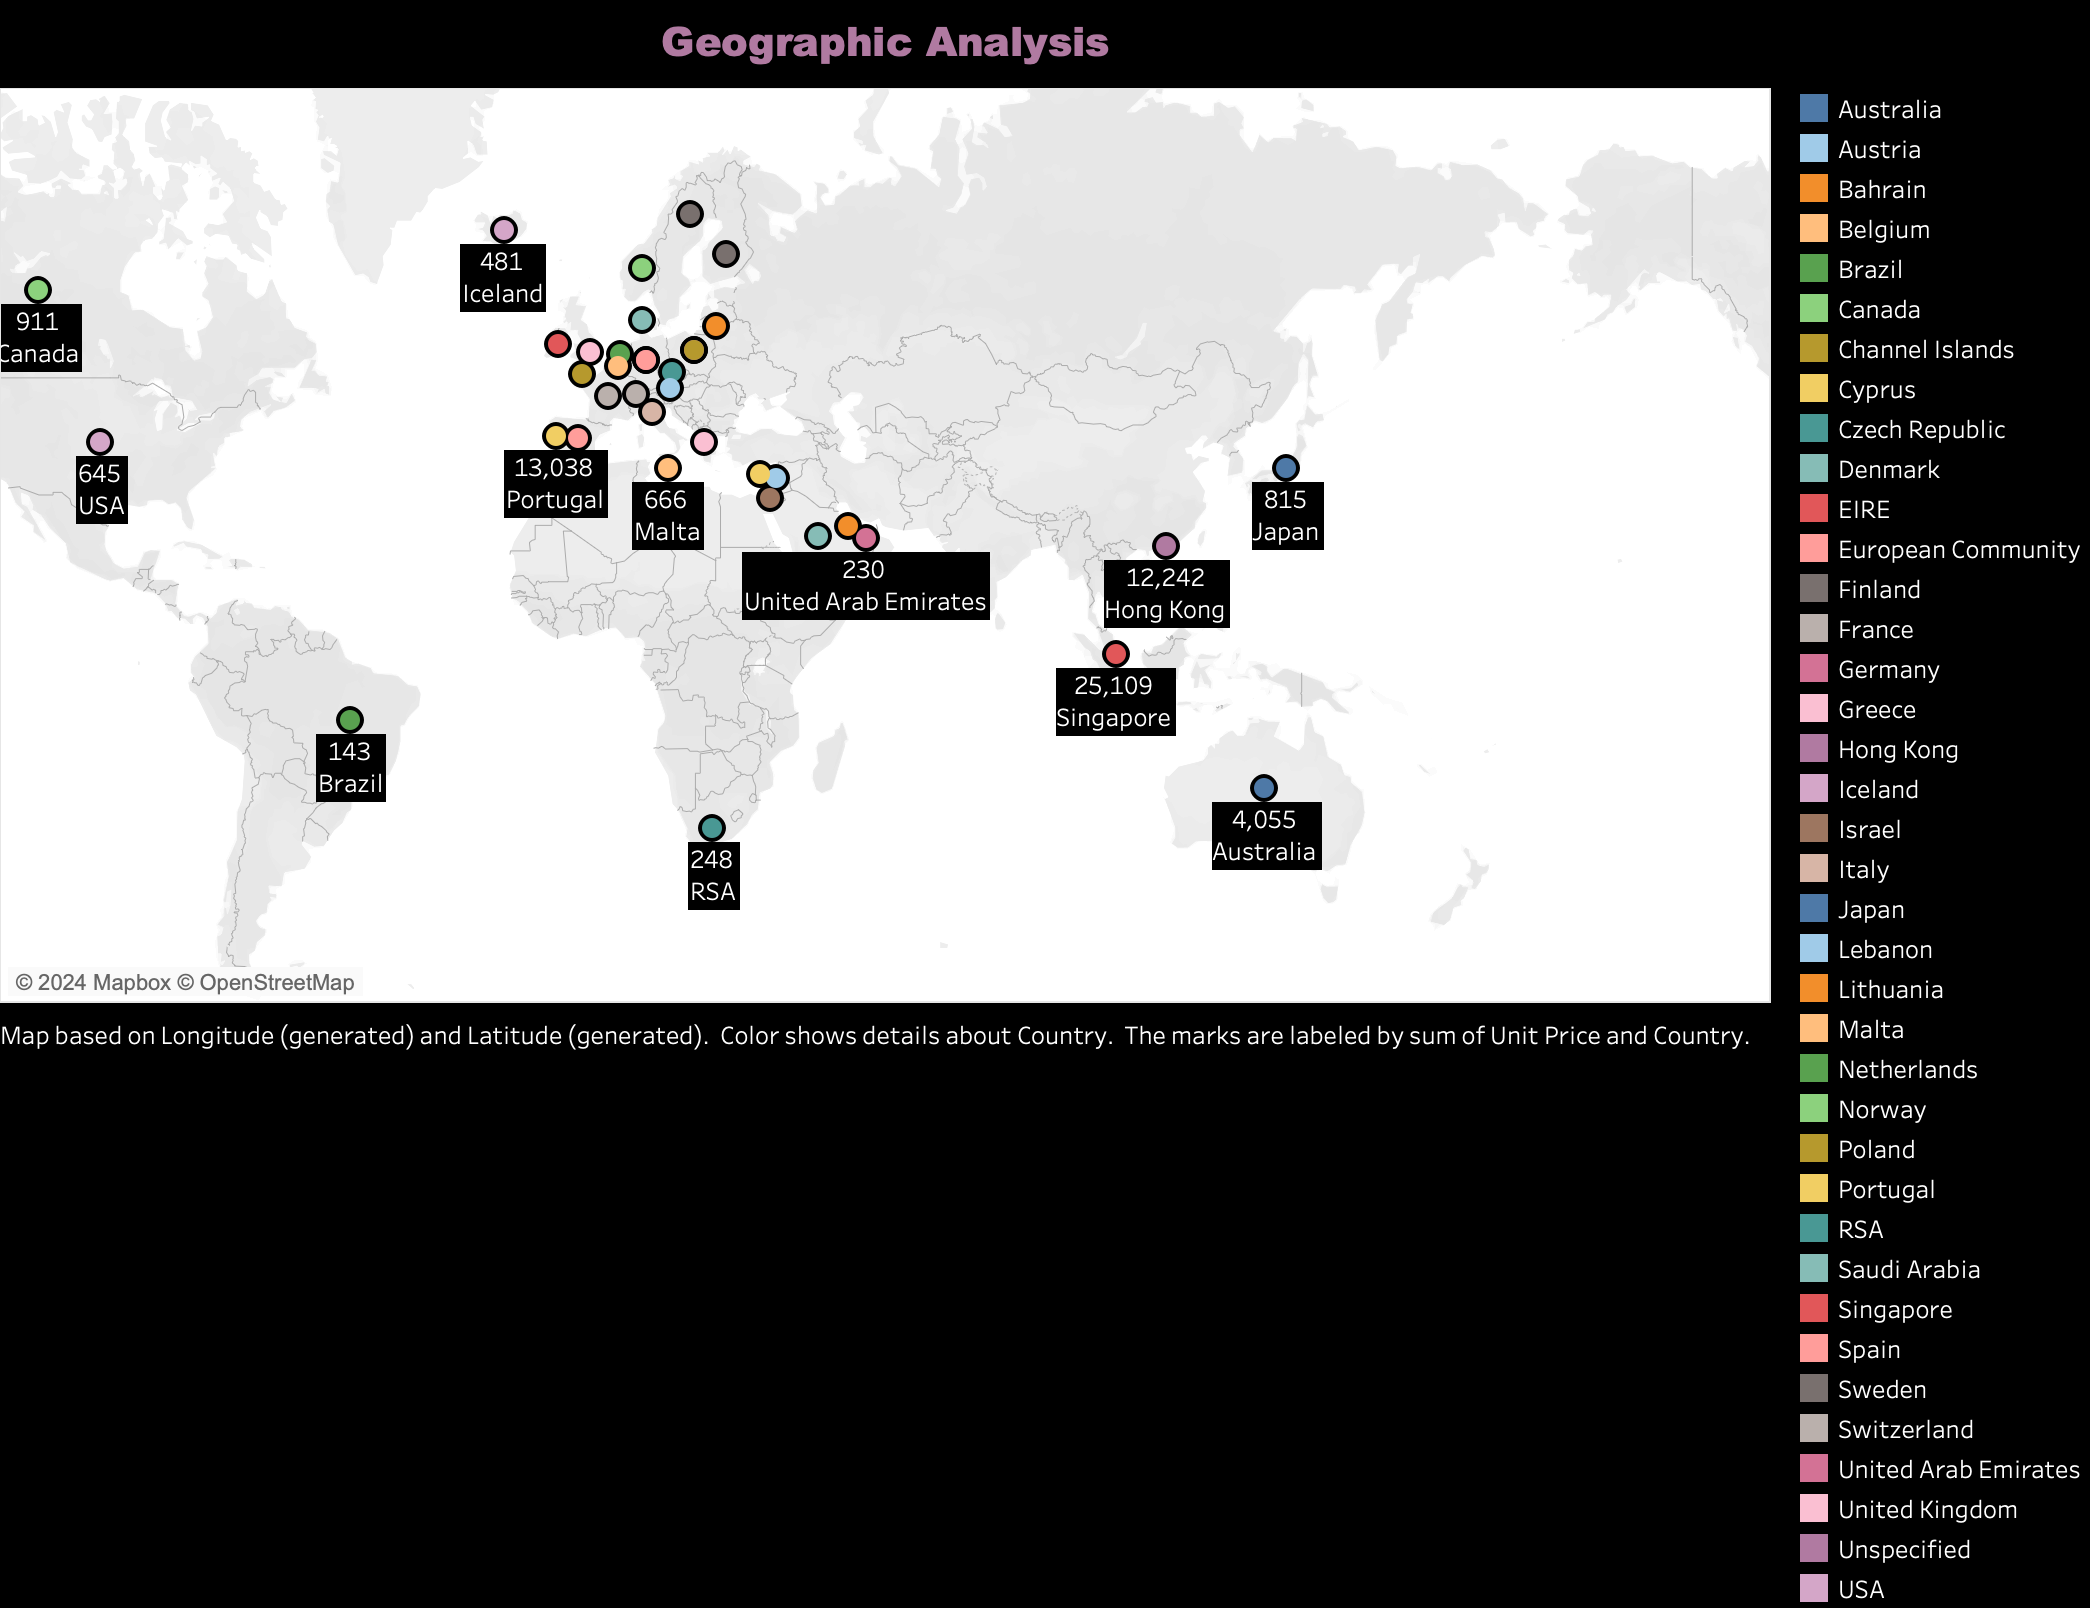 Geographic Analysis
481
Iceland
911
Canada
645
USA
13,038
Portugal
666
Malta
815
Japan
230
United Arab Emirates
12,242
Hong Kong
25,109
Singapore
143
Brazil
4,055
Australia
248
RSA
© 2024 Mapbox © OpenStreetMap
Map based on Longitude (generated) and Latitude (generated). Color shows details about Country. The marks are labeled by sum of Unit Price and Country.
Australia
Austria
Bahrain
Belgium
Brazil
Canada
Channel Islands
Cyprus
Czech Republic
Denmark
EIRE
European Community
Finland
France
Germany
Greece
Hong Kong
Iceland
Israel
Italy
Japan
Lebanon
Lithuania
Malta
Netherlands
Norway
Poland
Portugal
RSA
Saudi Arabia
Singapore
Spain
Sweden
Switzerland
United Arab Emirates
United Kingdom
Unspecified
USA